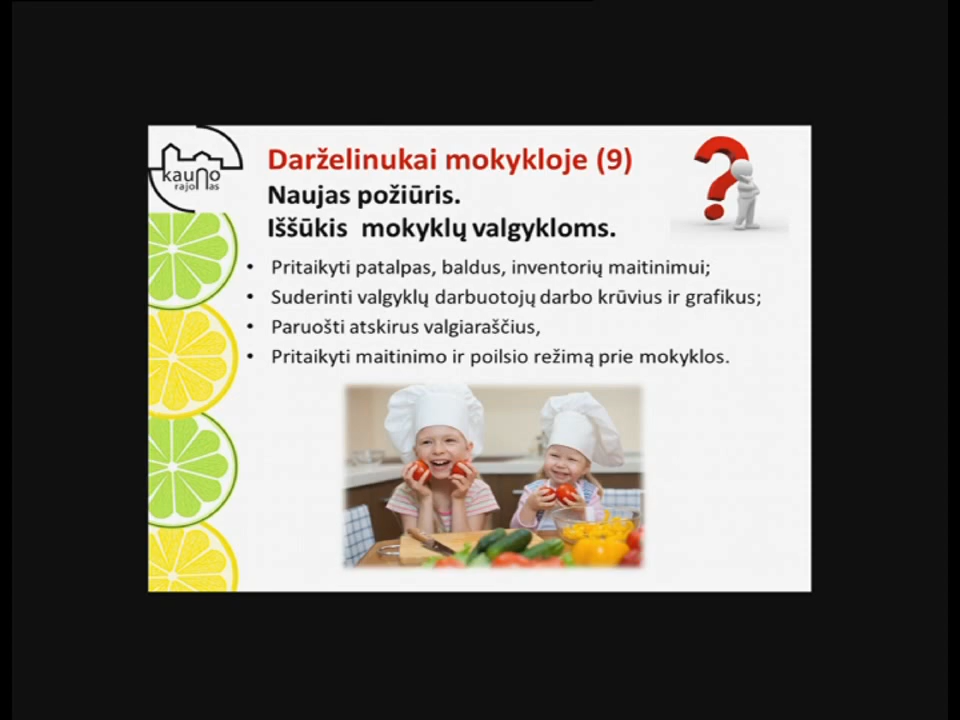 kauno
rajonas
Darželinukai mokykloje (9)
Naujas požiūris.
Iššūkis mokyklų valgykloms.
• Pritaikyti patalpas, baldus, inventorių maitinimui;
• Suderinti valgyklų darbuotojų darbo krūvius ir grafikus;
• Paruošti atskirus valgiaraščius,
• Pritaikyti maitinimo ir poilsio režimą prie mokyklos.